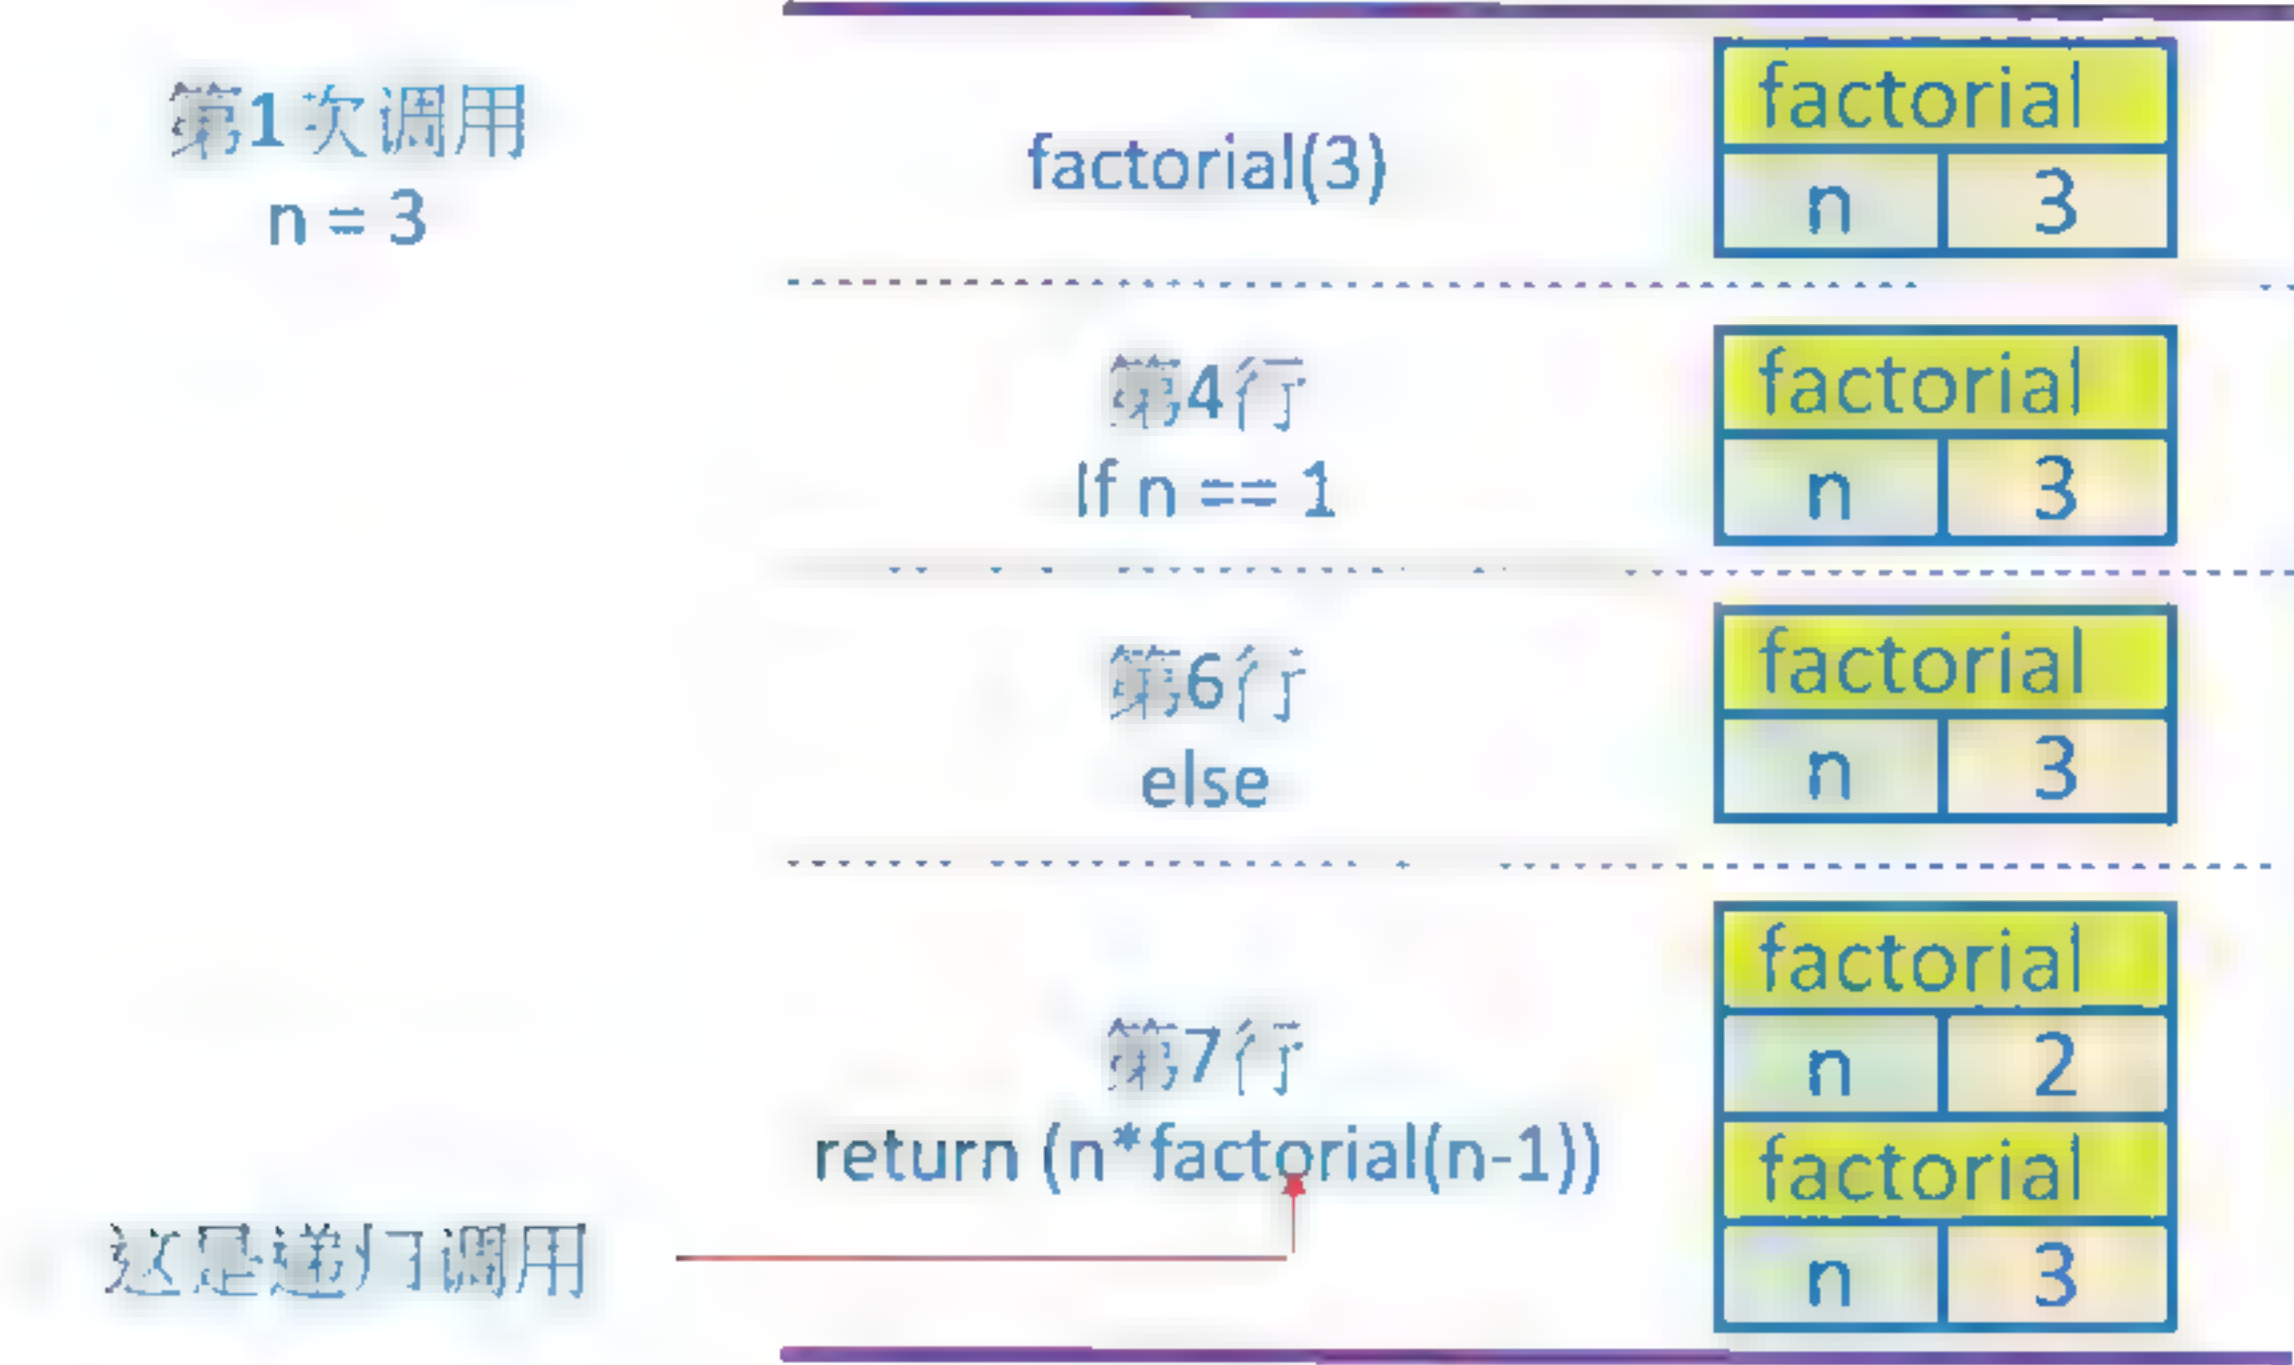 第1次调用
n = 3
factorial(3)
factorial
n 3
第4行
If n == 1
factorial
n 3
第6行
else
factorial
n 3
第7行
return (n*factorial(n-1))
这是递归调用
factorial
n 2
factorial
n 3